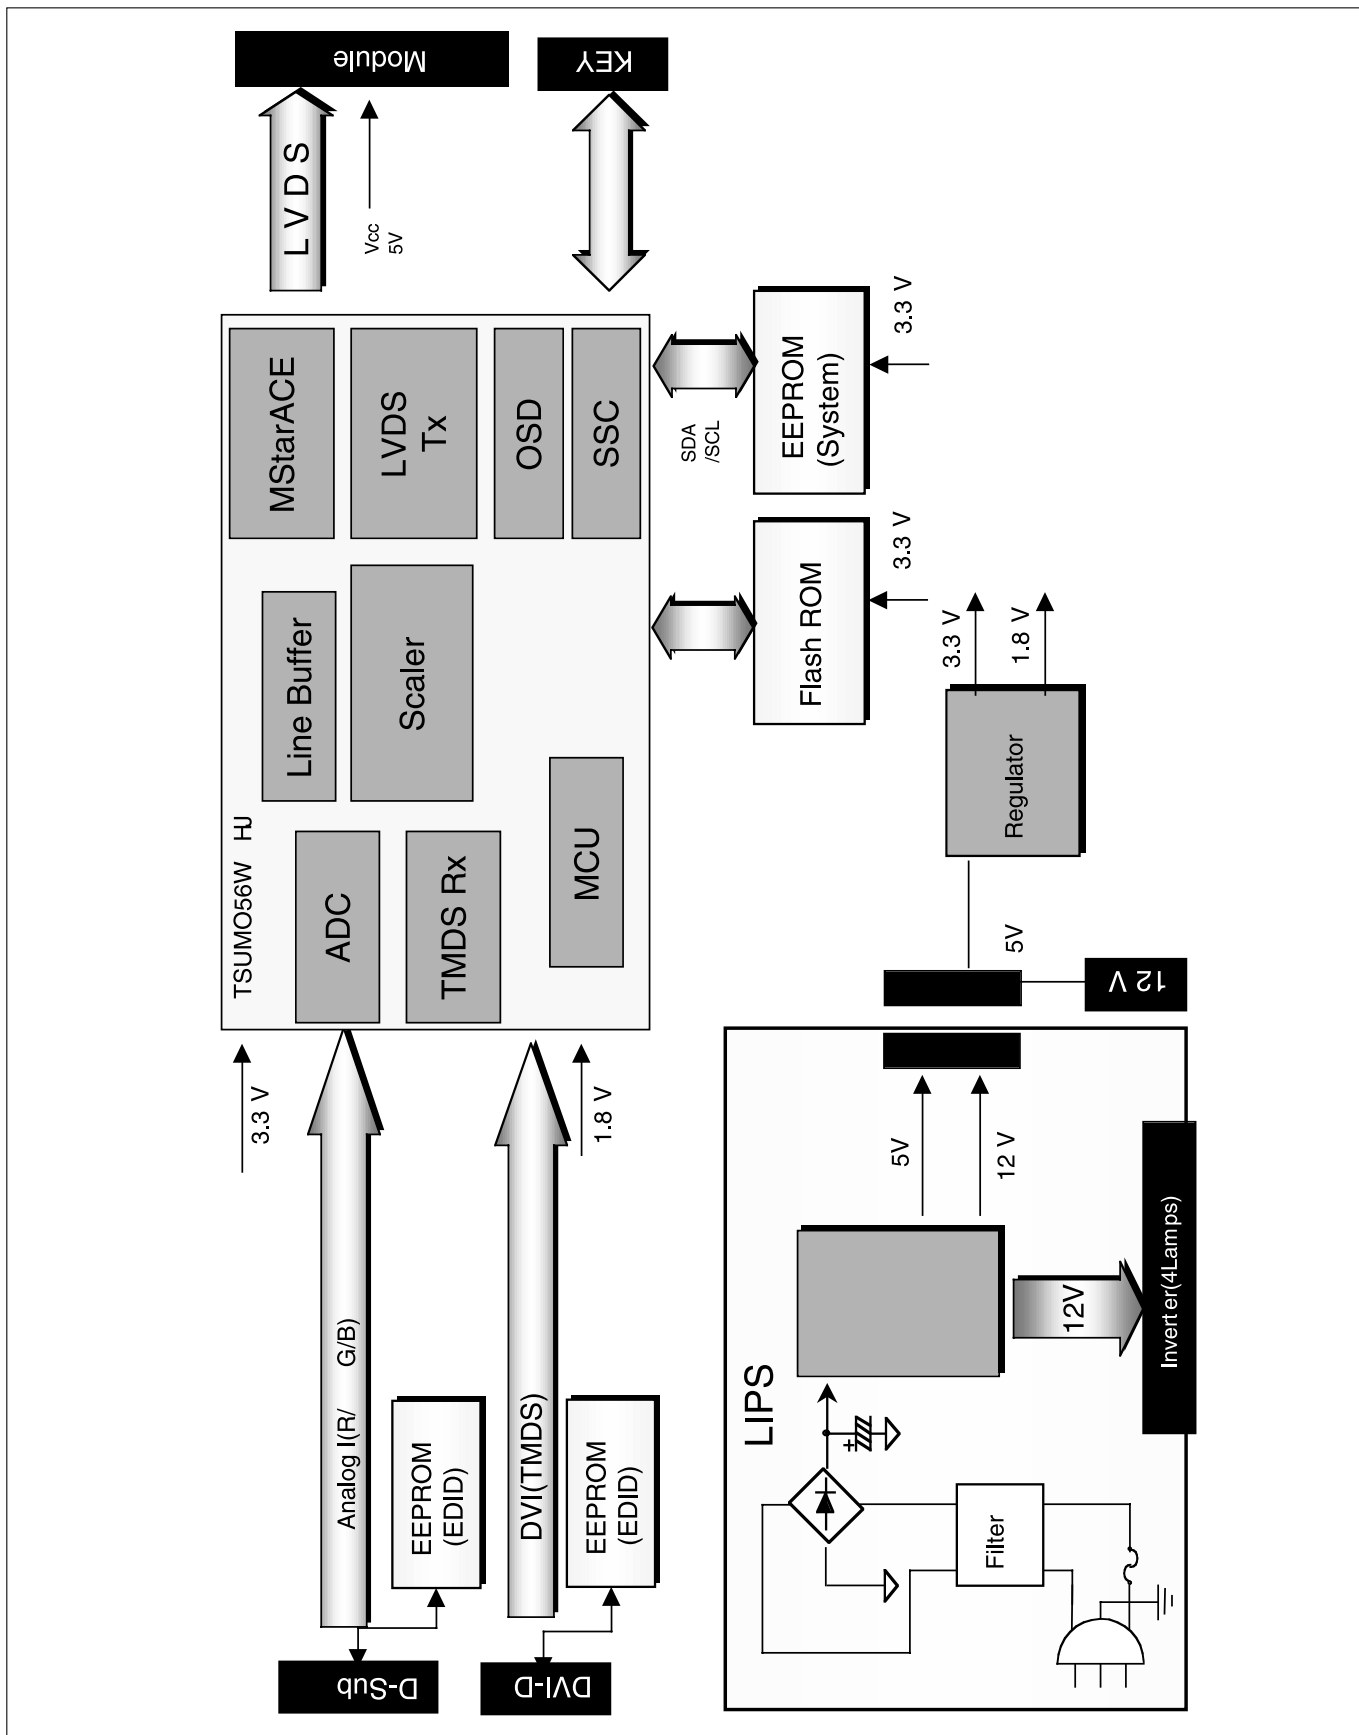 Module
KEY
LVDS
Vcc
5V
TSUMO56W HJ
MStarACE
LVDS
Tx
OSD
SSC
Line Buffer
Scaler
ADC
TMDS Rx
MCU
SDA
/SCL
EEPROM
(System)
3.3 V
Flash ROM
3.3 V
3.3 V
1.8 V
Regulator
5V
12 V
3.3 V
Analog I(R/ G/B)
1.8 V
DVI(TMDS)
EEPROM
(EDID)
EEPROM
(EDID)
D-Sub
DVI-D
LIPS
5V
12 V
12V
Inverter(4Lamps)
Filter
+